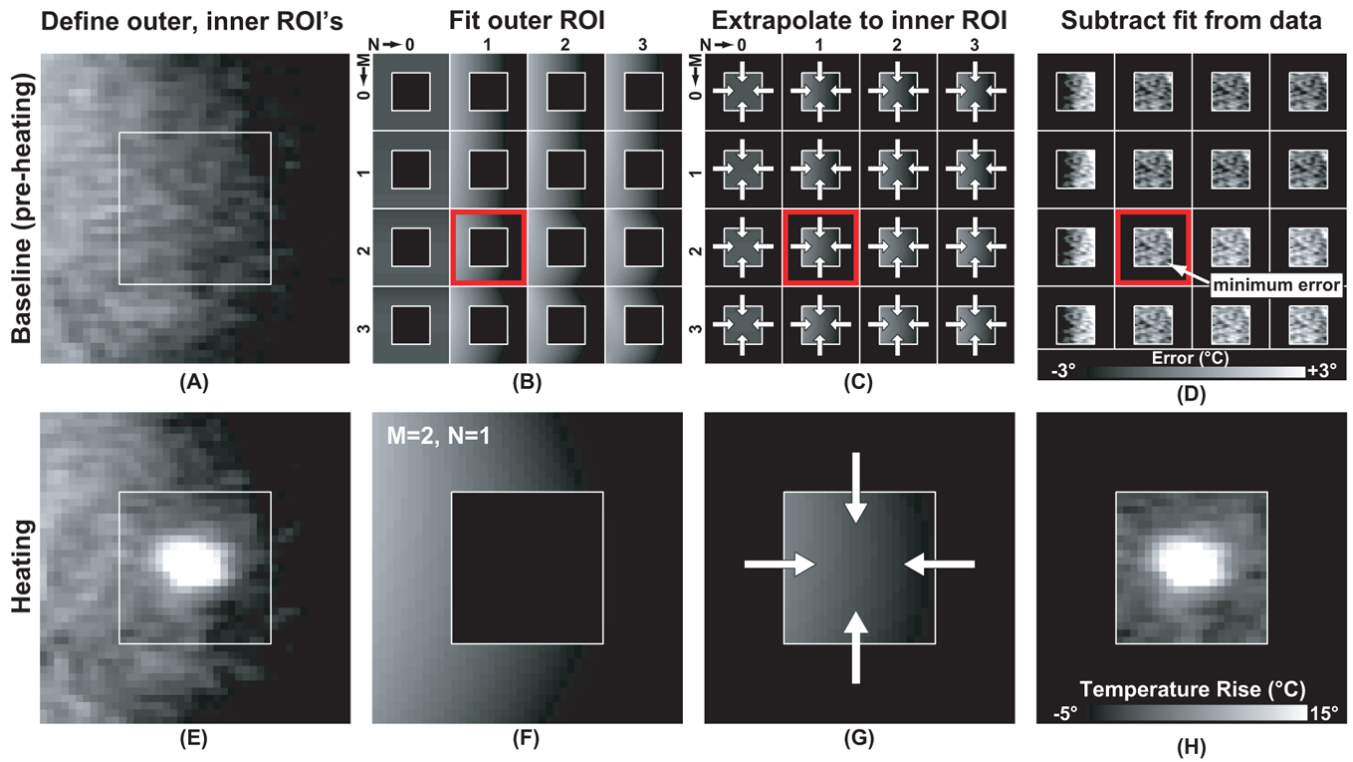 Define outer, inner ROI's
Fit outer ROI
Extrapolate to inner ROI
Subtract fit from data
N 0 1 2 3
N 0 1 2 3
Baseline (pre-heating)
M
0
1
2
3
M
0
1
2
3
minimum error
Error (°C)
-3° +3°
(A)
(B)
(C)
(D)
Heating
M=2, N=1
Temperature Rise (°C)
-5° 15°
(E)
(F)
(G)
(H)